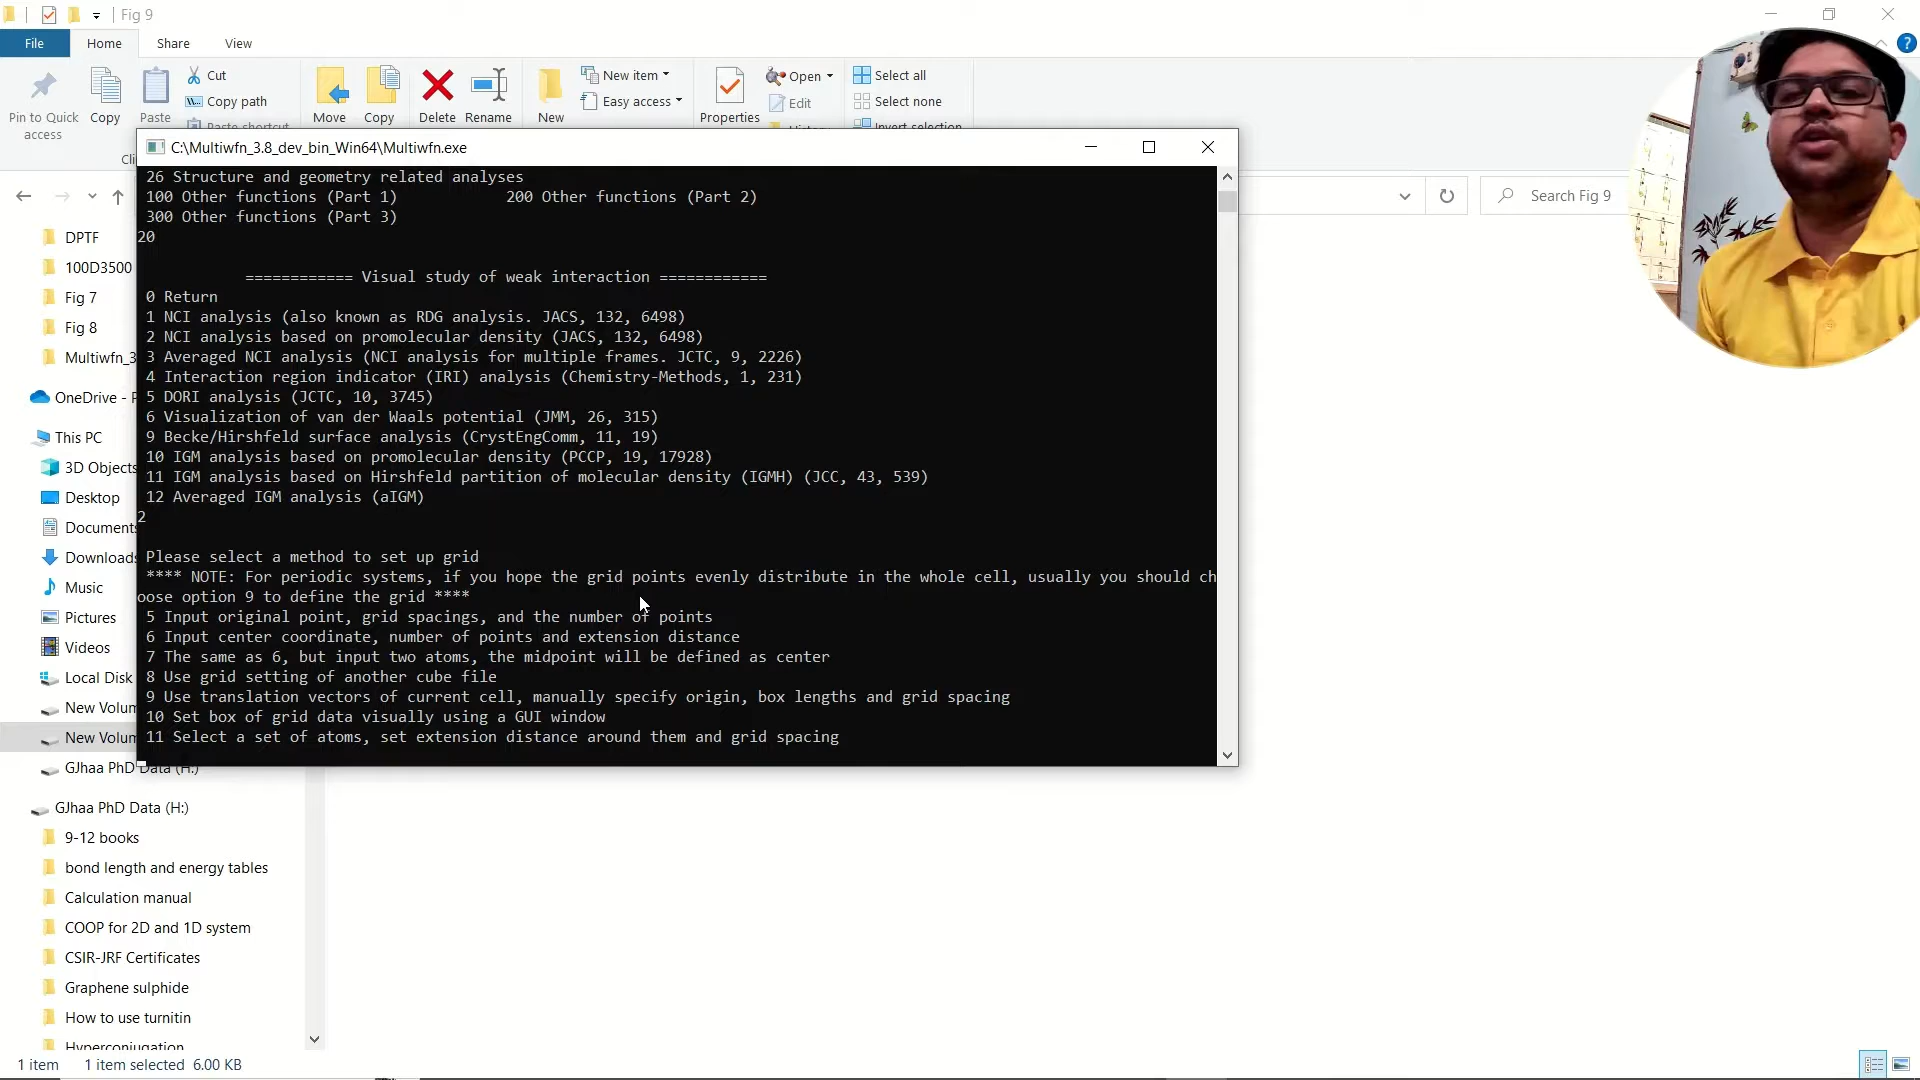 Fig 9
File
Home
Share
View
Pin to Quick access
Copy
Paste
Cut
Copy path
Paste shortcut
Move
Copy
Delete
Rename
New
New item
Easy access
Properties
Open
Edit
Select all
Select none
Invert selection
C:\Multiwfn_3.8_dev_bin_Win64\Multiwfn.exe
Search Fig 9
26 Structure and geometry related analyses
100 Other functions (Part 1) 200 Other functions (Part 2)
300 Other functions (Part 3)
20
============ Visual study of weak interaction ============
0 Return
1 NCI analysis (also known as RDG analysis. JACS, 132, 6498)
2 NCI analysis based on promolecular density (JACS, 132, 6498)
3 Averaged NCI analysis (NCI analysis for multiple frames. JCTC, 9, 2226)
4 Interaction region indicator (IRI) analysis (Chemistry-Methods, 1, 231)
5 DORI analysis (JCTC, 10, 3745)
6 Visualization of van der Waals potential (JMM, 26, 315)
9 Becke/Hirshfeld surface analysis (CrystEngComm, 11, 19)
10 IGM analysis based on promolecular density (PCCP, 19, 17928)
11 IGM analysis based on Hirshfeld partition of molecular density (IGMH) (JCC, 43, 539)
12 Averaged IGM analysis (aIGM)
2
Please select a method to set up grid
**** NOTE: For periodic systems, if you hope the grid points evenly distribute in the whole cell, usually you should ch
oose option 9 to define the grid ****
5 Input original point, grid spacings, and the number of points
6 Input center coordinate, number of points and extension distance
7 The same as 6, but input two atoms, the midpoint will be defined as center
8 Use grid setting of another cube file
9 Use translation vectors of current cell, manually specify origin, box lengths and grid spacing
10 Set box of grid data visually using a GUI window
11 Select a set of atoms, set extension distance around them and grid spacing
DPTF
100D3500
Fig 7
Fig 8
Multiwfn_3
OneDrive - P
This PC
3D Objects
Desktop
Documents
Downloads
Music
Pictures
Videos
Local Disk
New Volum
New Volum
GJhaa PhD Data (H:)
GJhaa PhD Data (H:)
9-12 books
bond length and energy tables
Calculation manual
COOP for 2D and 1D system
CSIR-JRF Certificates
Graphene sulphide
How to use turnitin
Hyperconjugation
1 item 1 item selected 6.00 KB